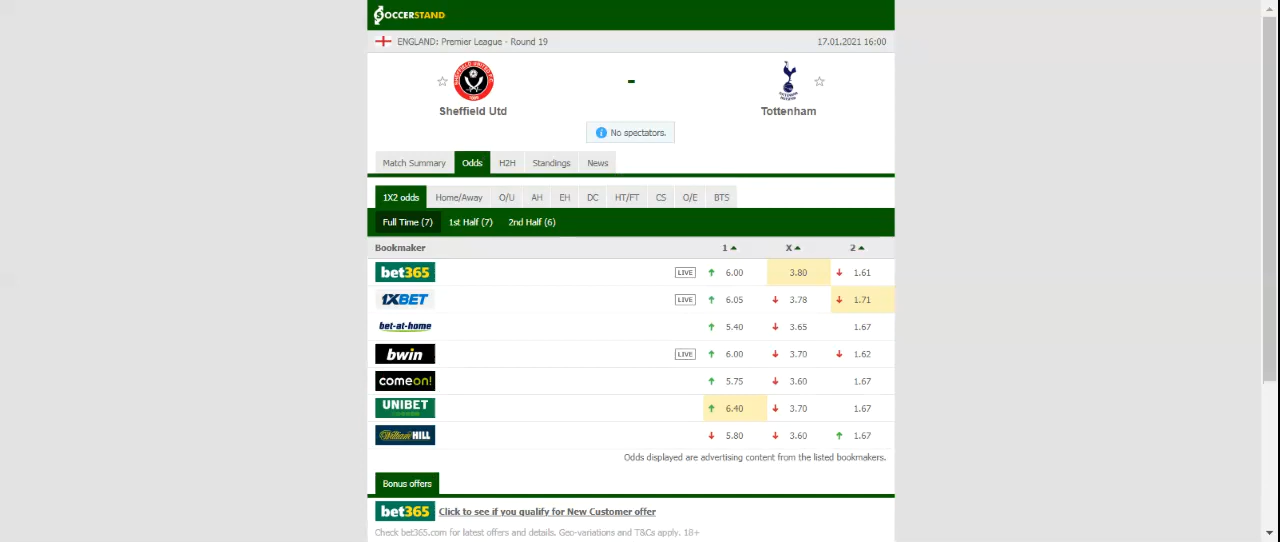 SOCCERSTAND
ENGLAND: Premier League - Round 19 17.01.2021 16:00
-
Sheffield Utd Tottenham
No spectators.
Match Summary Odds H2H Standings News
1X2 odds Home/Away O/U AH EH DC HT/FT CS O/E BTS
Full Time (7) 1st Half (7) 2nd Half (6)
Bookmaker 1 X 2
bet365 LIVE 6.00 3.80 1.61
1XBET LIVE 6.05 3.78 1.71
bet-at-home 5.40 3.65 1.67
bwin LIVE 6.00 3.70 1.62
comeon! 5.75 3.60 1.67
UNIBET 6.40 3.70 1.67
William HILL 5.80 3.60 1.67
Odds displayed are advertising content from the listed bookmakers.
Bonus offers
bet365 Click to see if you qualify for New Customer offer
Check bet365.com for latest offers and details. Geo-variations and T&Cs apply. 18+